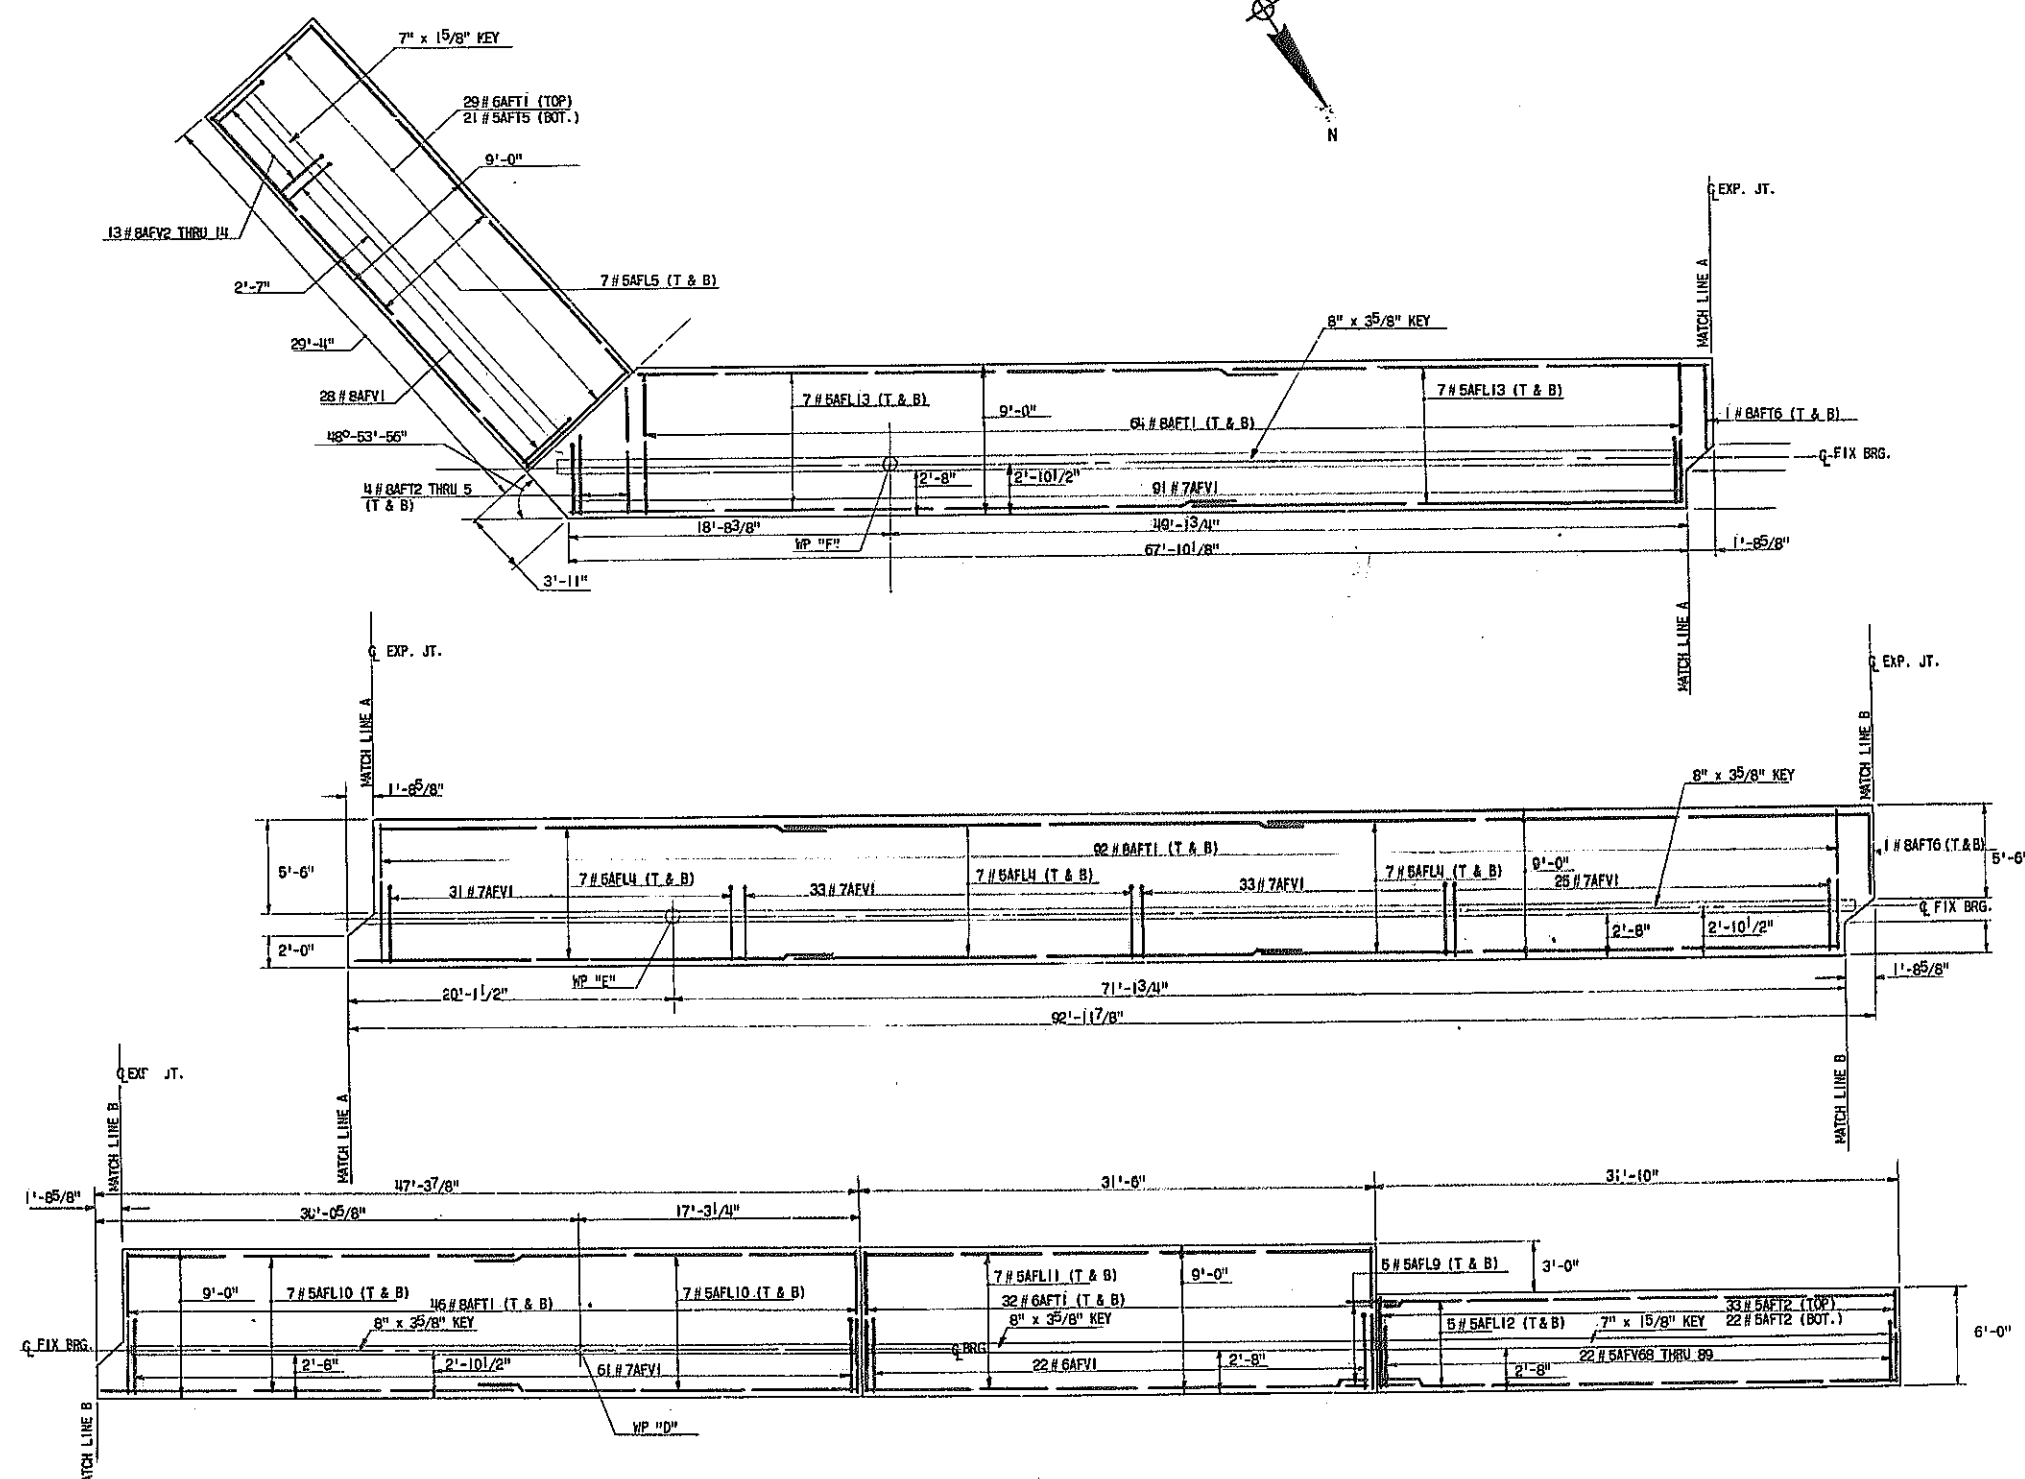 7" x 1 5/8" KEY
29 # 6AFT1 (TOP)
21 # 5AFT5 (BOT.)
9'-0"
N
13 # 8AFV2 THRU 14
2'-7"
7 # 5AFL5 (T & B)
29'-4"
28 # 8AFV1
48°-53'-56"
4 # 8AFT2 THRU 5
(T & B)
3'-11"
℄ EXP. JT.
MATCH LINE A
8" x 3 5/8" KEY
7 # 5AFL13 (T & B)
9'-0"
7 # 5AFL13 (T & B)
64 # 8AFT1 (T & B)
1 # 8AFT6 (T & B)
℄ FIX BRG.
2'-8"
2'-10 1/2"
91 # 7AFV1
18'-8 3/8"
49'-1 3/4"
WP "F"
67'-10 1/8"
1'-8 5/8"
MATCH LINE A
℄ EXP. JT.
℄ EXP. JT.
MATCH LINE A
MATCH LINE B
1'-8 5/8"
8" x 3 5/8" KEY
92 # 8AFT1 (T & B)
1 # 8AFT6 (T & B)
5'-6"
5'-6"
7 # 5AFL4 (T & B)
7 # 5AFL4 (T & B)
7 # 5AFL4 (T & B)
9'-0"
31 # 7AFV1
33 # 7AFV1
33 # 7AFV1
25 # 7AFV1
℄ FIX BRG.
2'-8"
2'-10 1/2"
2'-0"
WP "E"
1'-8 5/8"
20'-1 1/2"
71'-1 3/4"
92'-11 7/8"
℄ EXP. JT.
MATCH LINE B
MATCH LINE A
MATCH LINE B
1'-8 5/8"
47'-3 7/8"
31'-6"
31'-10"
30'-0 5/8"
17'-3 1/4"
9'-0"
7 # 5AFL10 (T & B)
7 # 5AFL10 (T & B)
46 # 8AFT1 (T & B)
8" x 3 5/8" KEY
7 # 5AFL11 (T & B)
9'-0"
32 # 6AFT1 (T & B)
8" x 3 5/8" KEY
5 # 5AFL9 (T & B)
3'-0"
33 # 5AFT2 (TOP)
22 # 5AFT2 (BOT.)
5 # 5AFL12 (T & B)
7" x 1 5/8" KEY
6'-0"
℄ FIX BRG.
℄ BRG
2'-10 1/2"
61 # 7AFV1
22 # 6AFV1
2'-8"
22 # 5AFV68 THRU 89
2'-8"
WP "D"
MATCH LINE B